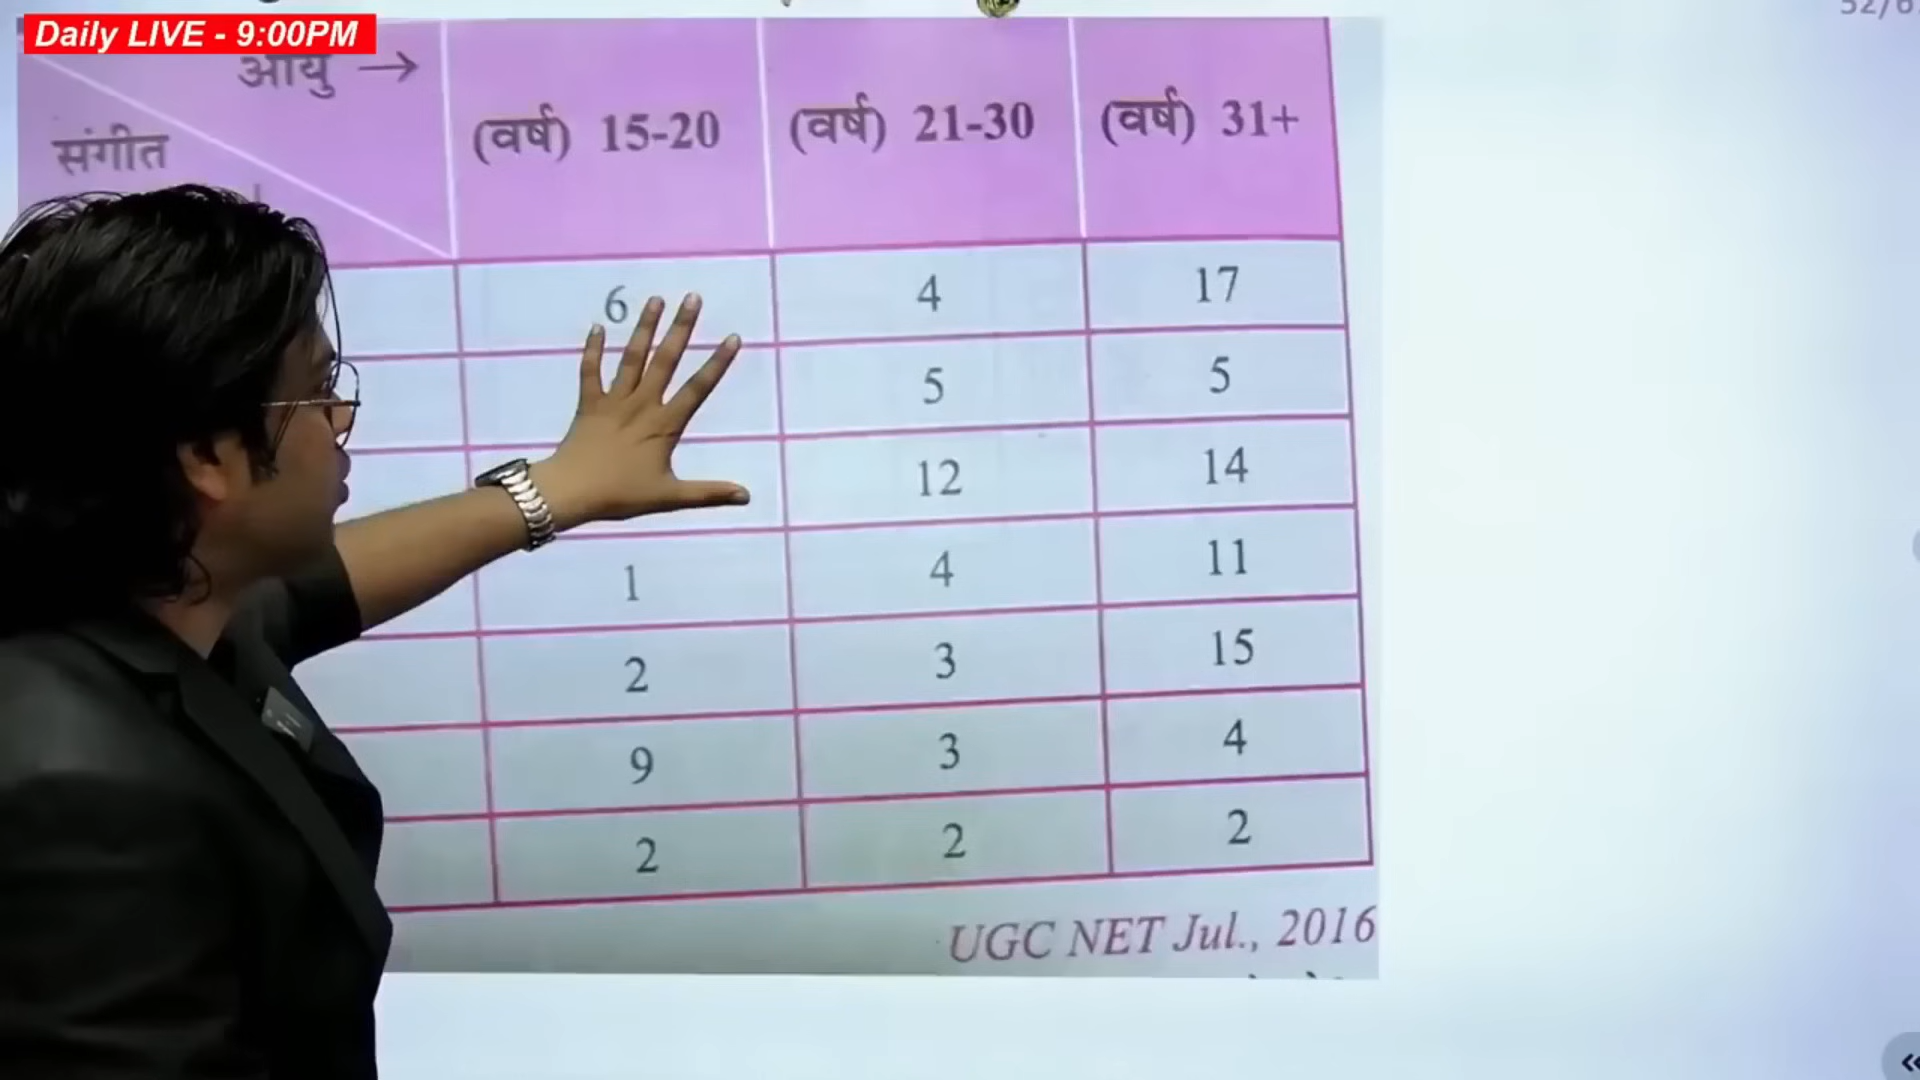 Daily LIVE - 9:00PM
आयु →
संगीत
(वर्ष) 15-20
(वर्ष) 21-30
(वर्ष) 31+
6 4 17
5 5
12 14
1 4 11
2 3 15
9 3 4
2 2 2
UGC NET Jul., 2016